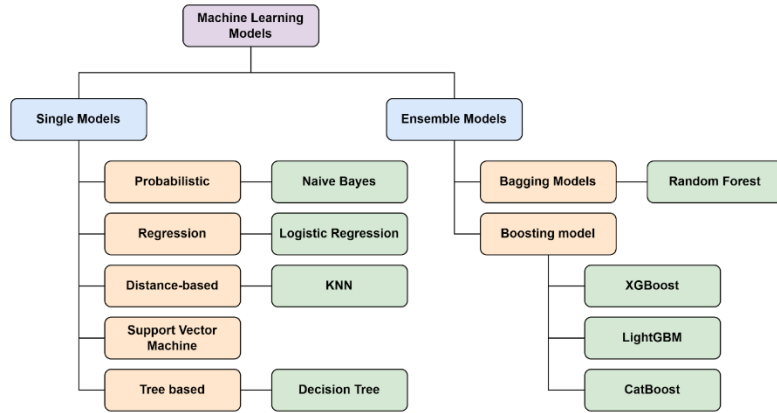 Machine Learning
Models
Single Models
Ensemble Models
Probabilistic
Naive Bayes
Bagging Models
Random Forest
Regression
Logistic Regression
Boosting model
Distance-based
KNN
XGBoost
Support Vector
Machine
LightGBM
Tree based
Decision Tree
CatBoost